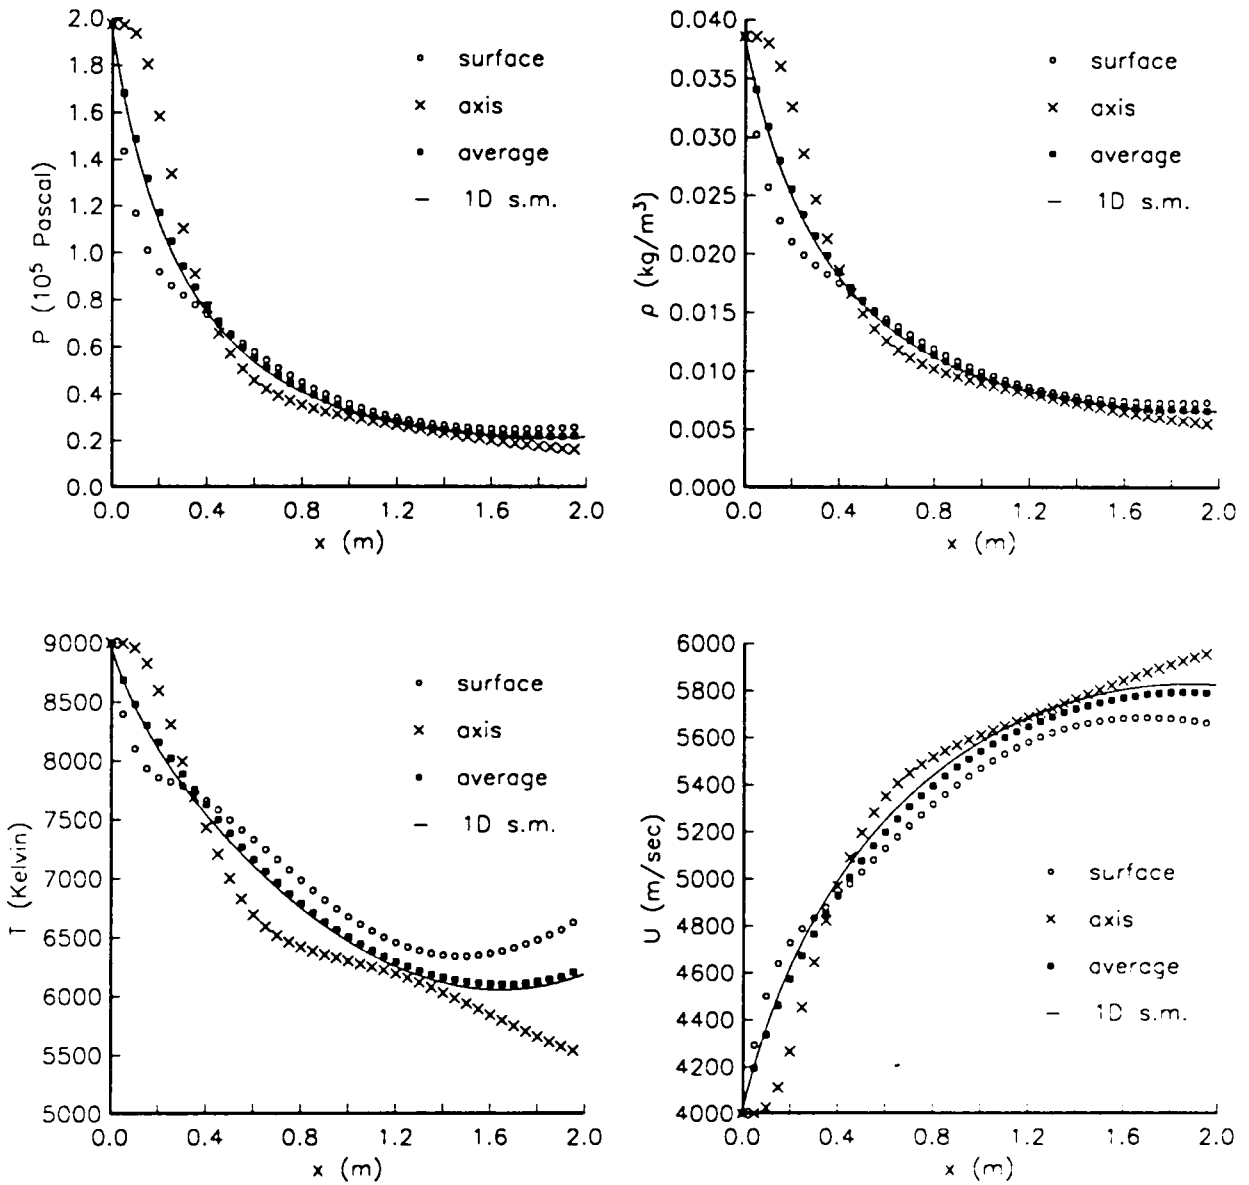 2.0
1.8
1.6
1.4
1.2
1.0
0.8
0.6
0.4
0.2
0.0
P (10⁵ Pascal)
surface
axis
average
1D s.m.
0.0 0.4 0.8 1.2 1.6 2.0
x (m)
0.040
0.035
0.030
0.025
0.020
0.015
0.010
0.005
0.000
ρ (kg/m³)
surface
axis
average
1D s.m.
0.0 0.4 0.8 1.2 1.6 2.0
x (m)
9000
8500
8000
7500
7000
6500
6000
5500
5000
T (Kelvin)
surface
axis
average
1D s.m.
0.0 0.4 0.8 1.2 1.6 2.0
x (m)
6000
5800
5600
5400
5200
5000
4800
4600
4400
4200
4000
U (m/sec)
surface
axis
average
1D s.m.
0.0 0.4 0.8 1.2 1.6 2.0
x (m)